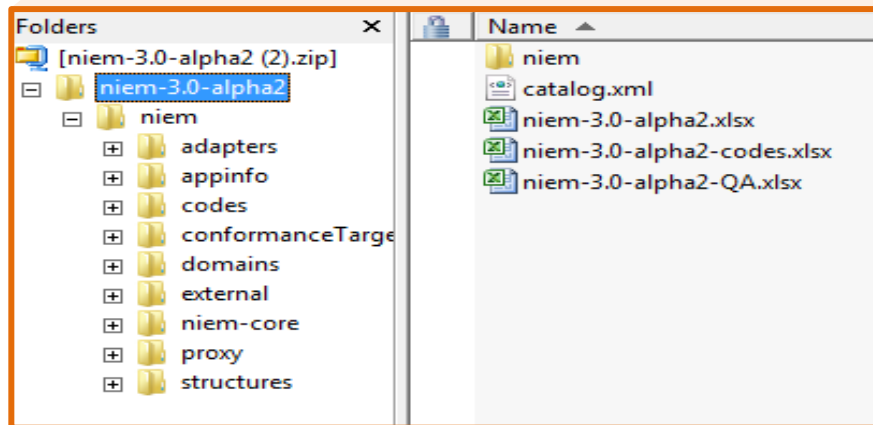 Folders
[niem-3.0-alpha2 (2).zip]
niem-3.0-alpha2
niem
adapters
appinfo
codes
conformanceTarge
domains
external
niem-core
proxy
structures
Name
niem
catalog.xml
niem-3.0-alpha2.xlsx
niem-3.0-alpha2-codes.xlsx
niem-3.0-alpha2-QA.xlsx